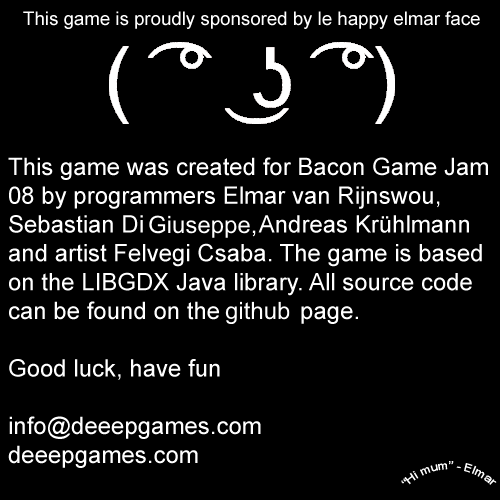 This game is proudly sponsored by le happy elmar face
( ͡° ͜ʖ ͡°)
This game was created for Bacon Game Jam
08 by programmers Elmar van Rijnswou,
Sebastian Di Giuseppe, Andreas Krühlmann
and artist Felvegi Csaba. The game is based
on the LIBGDX Java library. All source code
can be found on the github page.
Good luck, have fun
info@deeepgames.com
deeepgames.com
"Hi mum" - Elmar